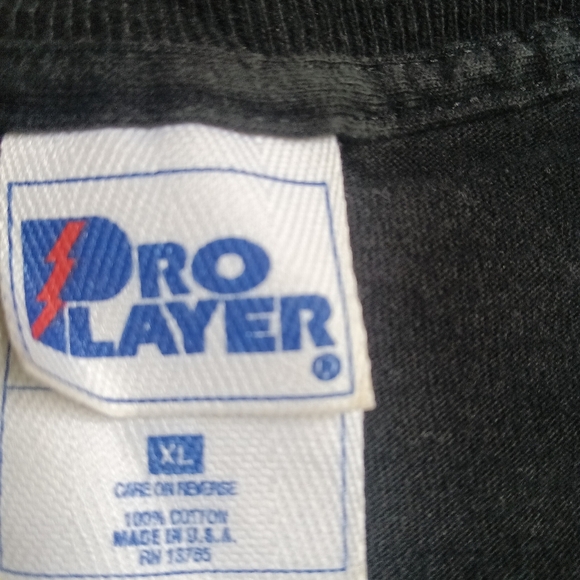 PRO
PLAYER
®
XL
CARE ON REVERSE
100% COTTON
MADE IN U.S.A.
RN 13765